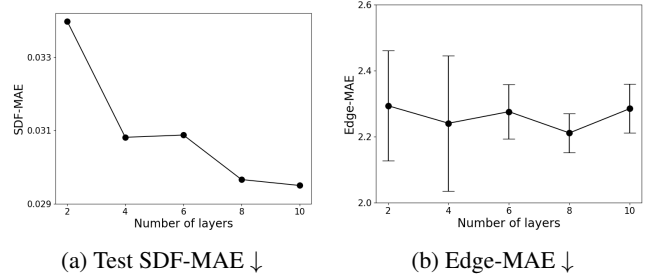 0.033
0.031
0.029
SDF-MAE
2 4 6 8 10
Number of layers
(a) Test SDF-MAE ↓
2.6
2.4
2.2
2.0
Edge-MAE
2 4 6 8 10
Number of layers
(b) Edge-MAE ↓